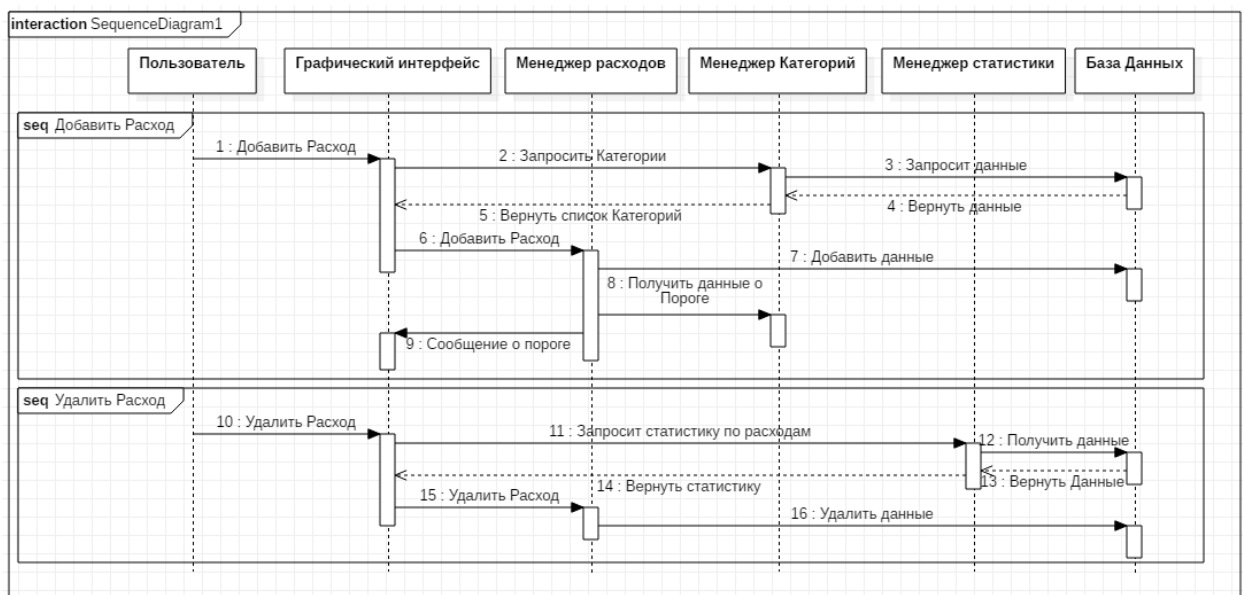 interaction SequenceDiagram1
Пользователь
Графический интерфейс
Менеджер расходов
Менеджер Категорий
Менеджер статистики
База Данных
seq Добавить Расход
1 : Добавить Расход
2 : Запросить Категории
3 : Запросит данные
4 : Вернуть данные
5 : Вернуть список Категорий
6 : Добавить Расход
7 : Добавить данные
8 : Получить данные о
Пороге
9 : Сообщение о пороге
seq Удалить Расход
10 : Удалить Расход
11 : Запросит статистику по расходам
12 : Получить данные
13 : Вернуть Данные
14 : Вернуть статистику
15 : Удалить Расход
16 : Удалить данные